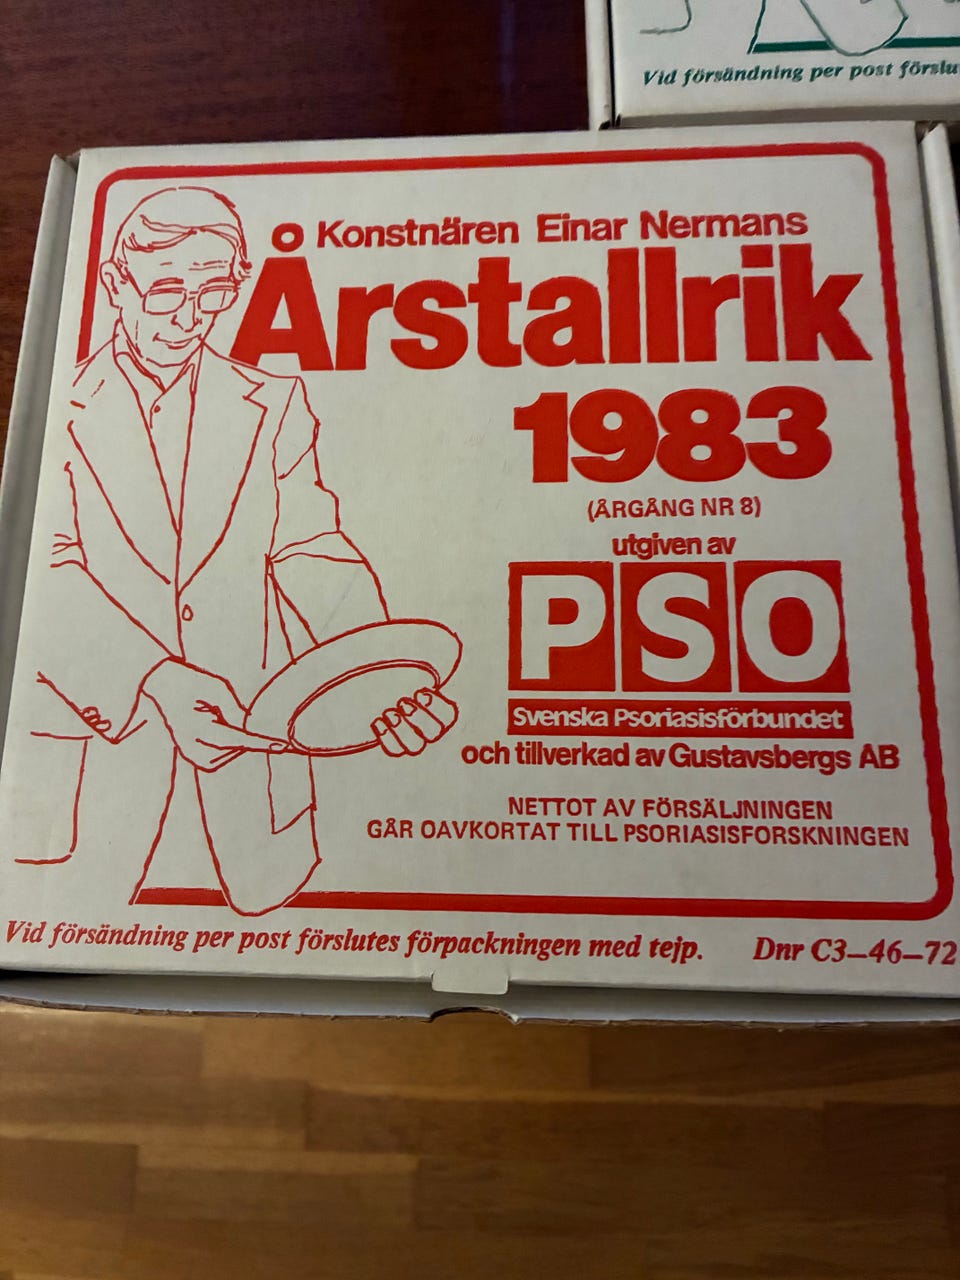 Vid försändning per post förslu
Konstnären Einar Nermans
Årstallrik
1983
(ÅRGÅNG NR 8)
utgiven av
PSO
Svenska Psoriasisförbundet
och tillverkad av Gustavsbergs AB
NETTOT AV FÖRSÄLJNINGEN
GÅR OAVKORTAT TILL PSORIASISFORSKNINGEN
Vid försändning per post förslutes förpackningen med tejp. Dnr C3–46–72